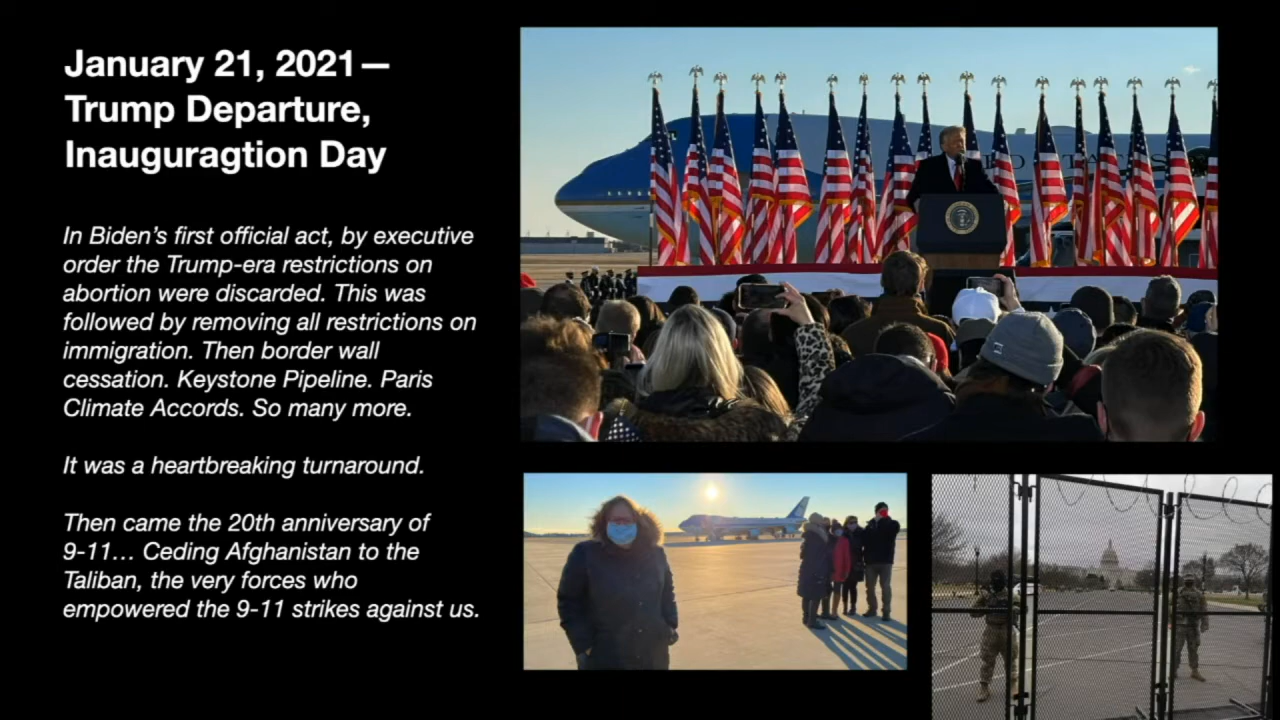 January 21, 2021—
Trump Departure,
Inauguragtion Day
In Biden's first official act, by executive
order the Trump-era restrictions on
abortion were discarded. This was
followed by removing all restrictions on
immigration. Then border wall
cessation. Keystone Pipeline. Paris
Climate Accords. So many more.
It was a heartbreaking turnaround.
Then came the 20th anniversary of
9-11... Ceding Afghanistan to the
Taliban, the very forces who
empowered the 9-11 strikes against us.